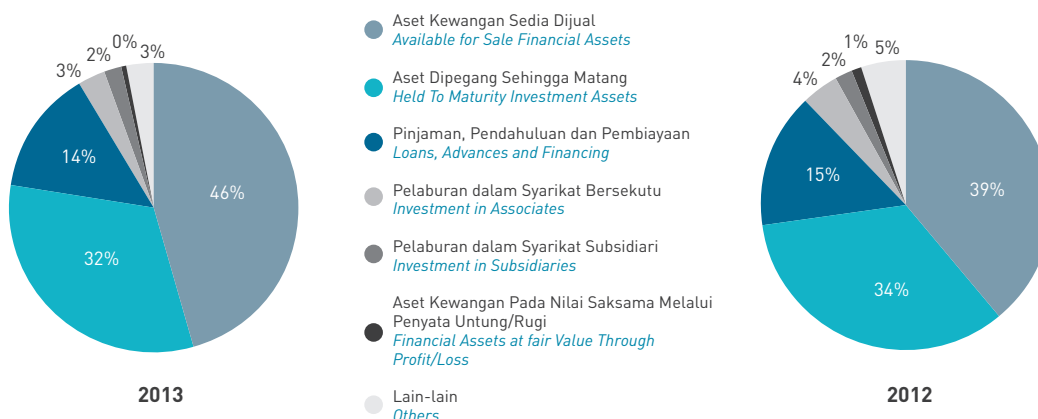 0%
2%
3%
3%
14%
46%
32%
2013
Aset Kewangan Sedia Dijual
Available for Sale Financial Assets
Aset Dipegang Sehingga Matang
Held To Maturity Investment Assets
Pinjaman, Pendahuluan dan Pembiayaan
Loans, Advances and Financing
Pelaburan dalam Syarikat Bersekutu
Investment in Associates
Pelaburan dalam Syarikat Subsidiari
Investment in Subsidiaries
Aset Kewangan Pada Nilai Saksama Melalui
Penyata Untung/Rugi
Financial Assets at fair Value Through
Profit/Loss
Lain-lain
Others
1%
2%
5%
4%
15%
39%
34%
2012